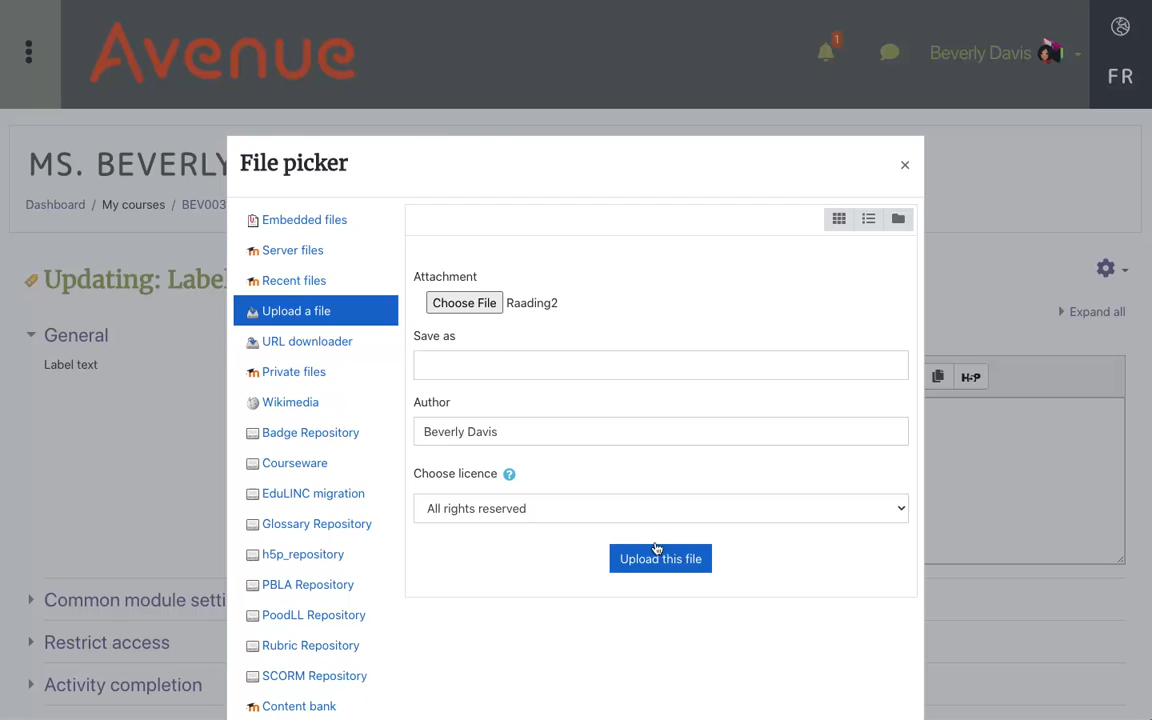 Avenue
1
Beverly Davis
FR
MS. BEVERLY
Dashboard / My courses / BEV003
File picker
×
Updating: Labe
Expand all
General
Label text
H-P
Embedded files
Server files
Recent files
Upload a file
URL downloader
Private files
Wikimedia
Badge Repository
Courseware
EduLINC migration
Glossary Repository
h5p_repository
PBLA Repository
PoodLL Repository
Rubric Repository
SCORM Repository
Content bank
Attachment
Choose File Raading2
Save as
Author
Beverly Davis
Choose licence ?
All rights reserved
Upload this file
Common module setti
Restrict access
Activity completion